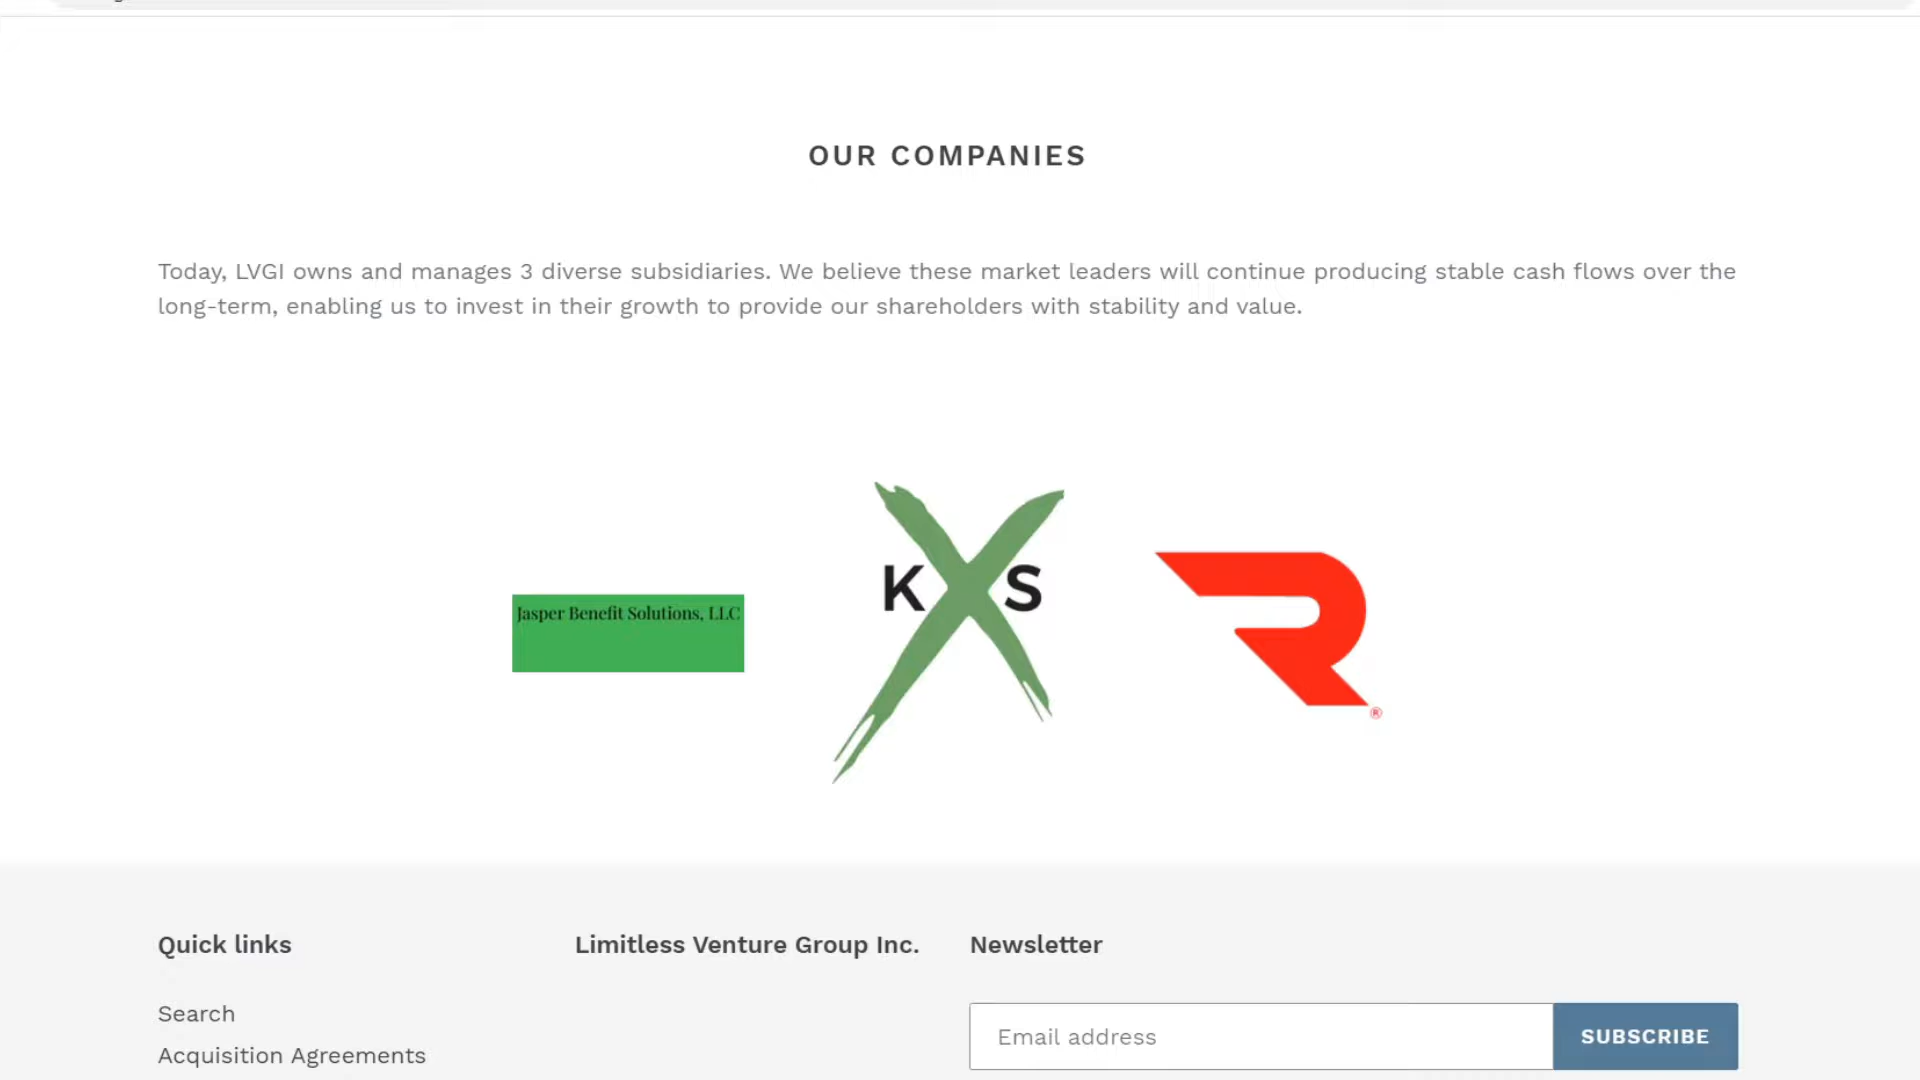 OUR COMPANIES
Today, LVGI owns and manages 3 diverse subsidiaries. We believe these market leaders will continue producing stable cash flows over the
long-term, enabling us to invest in their growth to provide our shareholders with stability and value.
Jasper Benefit Solutions, LLC
KXS
R
®
Quick links
Limitless Venture Group Inc.
Newsletter
Search
Email address
SUBSCRIBE
Acquisition Agreements